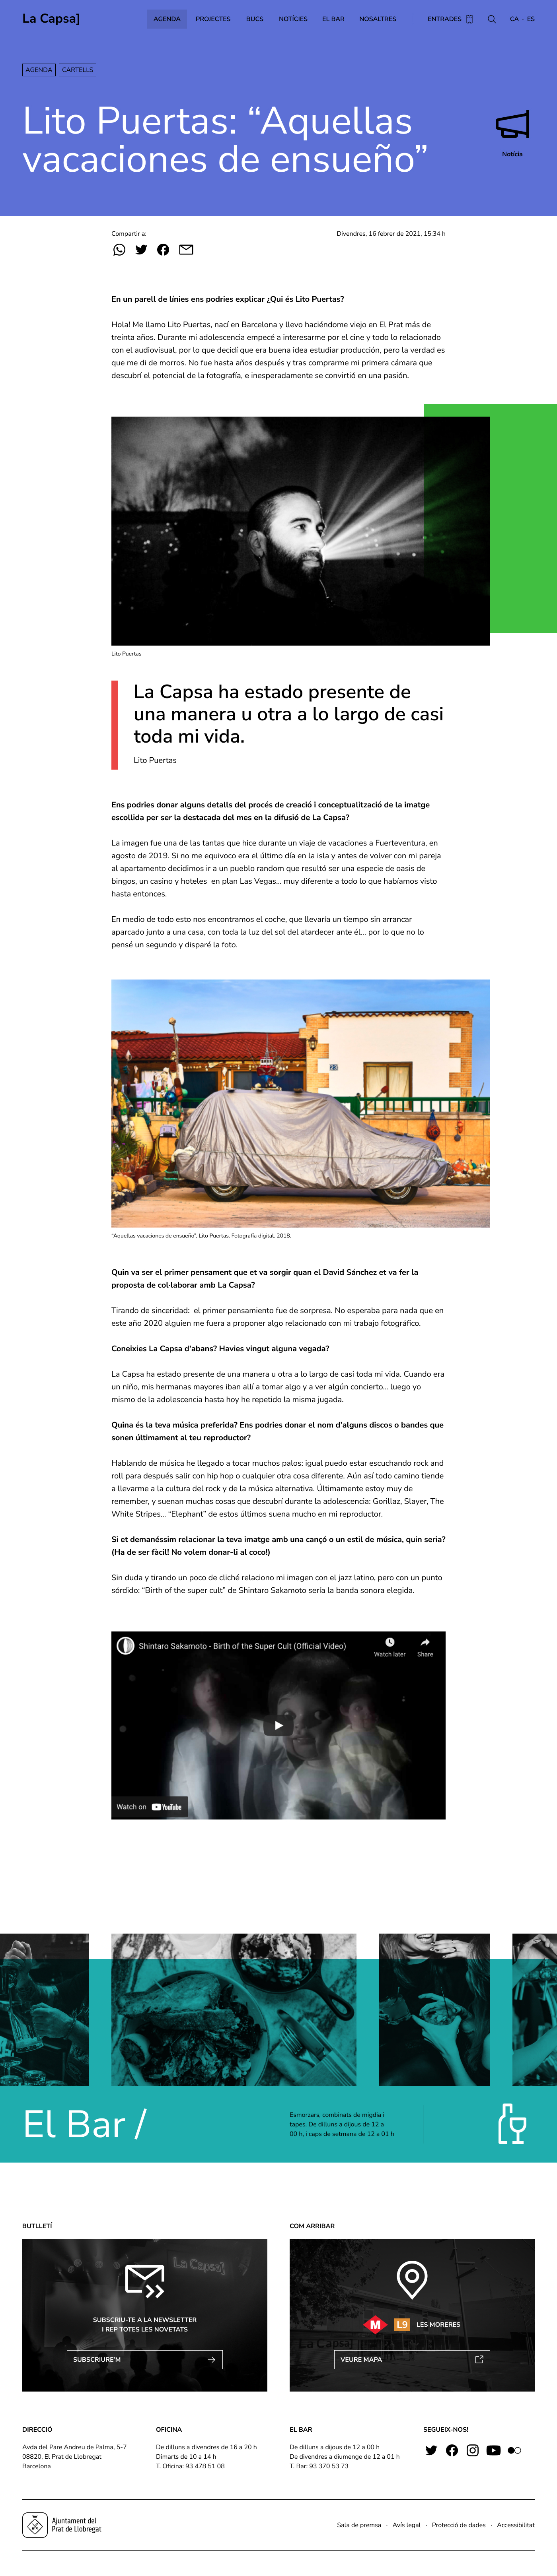 La Capsa]
AGENDA
PROJECTES
BUCS
NOTÍCIES
EL BAR
NOSALTRES
ENTRADES
CA · ES
AGENDA
CARTELLS
Lito Puertas: “Aquellas
vacaciones de ensueño”
Notícia
Compartir a:
Divendres, 16 febrer de 2021, 15:34 h
En un parell de línies ens podries explicar ¿Qui és Lito Puertas?
Hola! Me llamo Lito Puertas, nací en Barcelona y llevo haciéndome viejo en El Prat más de
treinta años. Durante mi adolescencia empecé a interesarme por el cine y todo lo relacionado
con el audiovisual, por lo que decidí que era buena idea estudiar producción, pero la verdad es
que me di de morros. No fue hasta años después y tras comprarme mi primera cámara que
descubrí el potencial de la fotografía, e inesperadamente se convirtió en una pasión.
Lito Puertas
La Capsa ha estado presente de
una manera u otra a lo largo de casi
toda mi vida.
Lito Puertas
Ens podries donar alguns detalls del procés de creació i conceptualització de la imatge
escollida per ser la destacada del mes en la difusió de La Capsa?
La imagen fue una de las tantas que hice durante un viaje de vacaciones a Fuerteventura, en
agosto de 2019. Si no me equivoco era el último día en la isla y antes de volver con mi pareja
al apartamento decidimos ir a un pueblo random que resultó ser una especie de oasis de
bingos, un casino y hoteles  en plan Las Vegas… muy diferente a todo lo que habíamos visto
hasta entonces.
En medio de todo esto nos encontramos el coche, que llevaría un tiempo sin arrancar
aparcado junto a una casa, con toda la luz del sol del atardecer ante él… por lo que no lo
pensé un segundo y disparé la foto.
“Aquellas vacaciones de ensueño”, Lito Puertas. Fotografía digital, 2018.
Quin va ser el primer pensament que et va sorgir quan el David Sánchez et va fer la
proposta de col·laborar amb La Capsa?
Tirando de sinceridad:  el primer pensamiento fue de sorpresa. No esperaba para nada que en
este año 2020 alguien me fuera a proponer algo relacionado con mi trabajo fotográfico.
Coneixies La Capsa d’abans? Havies vingut alguna vegada?
La Capsa ha estado presente de una manera u otra a lo largo de casi toda mi vida. Cuando era
un niño, mis hermanas mayores iban allí a tomar algo y a ver algún concierto… luego yo
mismo de la adolescencia hasta hoy he repetido la misma jugada.
Quina és la teva música preferida? Ens podries donar el nom d’alguns discos o bandes que
sonen últimament al teu reproductor?
Hablando de música he llegado a tocar muchos palos: igual puedo estar escuchando rock and
roll para después salir con hip hop o cualquier otra cosa diferente. Aún así todo camino tiende
a llevarme a la cultura del rock y de la música alternativa. Últimamente estoy muy de
remember, y suenan muchas cosas que descubrí durante la adolescencia: Gorillaz, Slayer, The
White Stripes… “Elephant” de estos últimos suena mucho en mi reproductor.
Si et demanéssim relacionar la teva imatge amb una cançó o un estil de música, quin seria?
(Ha de ser fàcil! No volem donar-li al coco!)
Sin duda y tirando un poco de cliché relaciono mi imagen con el jazz latino, pero con un punto
sórdido: “Birth of the super cult” de Shintaro Sakamoto sería la banda sonora elegida.
Shintaro Sakamoto - Birth of the Super Cult (Official Video)
Watch later
Share
Watch on YouTube
El Bar /
Esmorzars, combinats de migdia i
tapes. De dilluns a dijous de 12 a
00 h, i caps de setmana de 12 a 01 h
BUTLLETÍ
La Capsa]
SUBSCRIU-TE A LA NEWSLETTER
I REP TOTES LES NOVETATS
SUBSCRIURE'M
COM ARRIBAR
M
L9
LES MORERES
La Capsa]
VEURE MAPA
DIRECCIÓ
Avda del Pare Andreu de Palma, 5-7
08820, El Prat de Llobregat
Barcelona
OFICINA
De dilluns a divendres de 16 a 20 h
Dimarts de 10 a 14 h
T. Oficina: 93 478 51 08
EL BAR
De dilluns a dijous de 12 a 00 h
De divendres a diumenge de 12 a 01 h
T. Bar: 93 370 53 73
SEGUEIX-NOS!
Ajuntament del
Prat de Llobregat
Sala de premsa · Avís legal · Protecció de dades · Accessibilitat